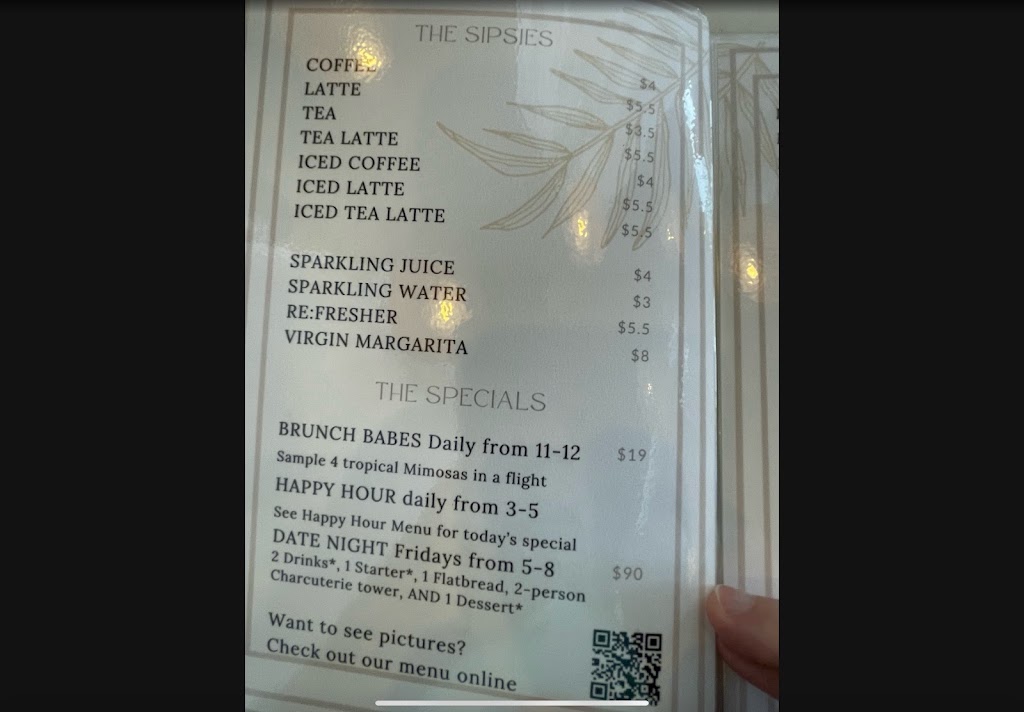 THE SIPSIES
COFFEE $4
LATTE $5.5
TEA $3.5
TEA LATTE $5.5
ICED COFFEE $4
ICED LATTE $5.5
ICED TEA LATTE $5.5
SPARKLING JUICE $4
SPARKLING WATER $3
RE:FRESHER $5.5
VIRGIN MARGARITA $8
THE SPECIALS
BRUNCH BABES Daily from 11-12 $19
Sample 4 tropical Mimosas in a flight
HAPPY HOUR daily from 3-5
See Happy Hour Menu for today's special
DATE NIGHT Fridays from 5-8 $90
2 Drinks*, 1 Starter*, 1 Flatbread, 2-person
Charcuterie tower, AND 1 Dessert*
Want to see pictures?
Check out our menu online